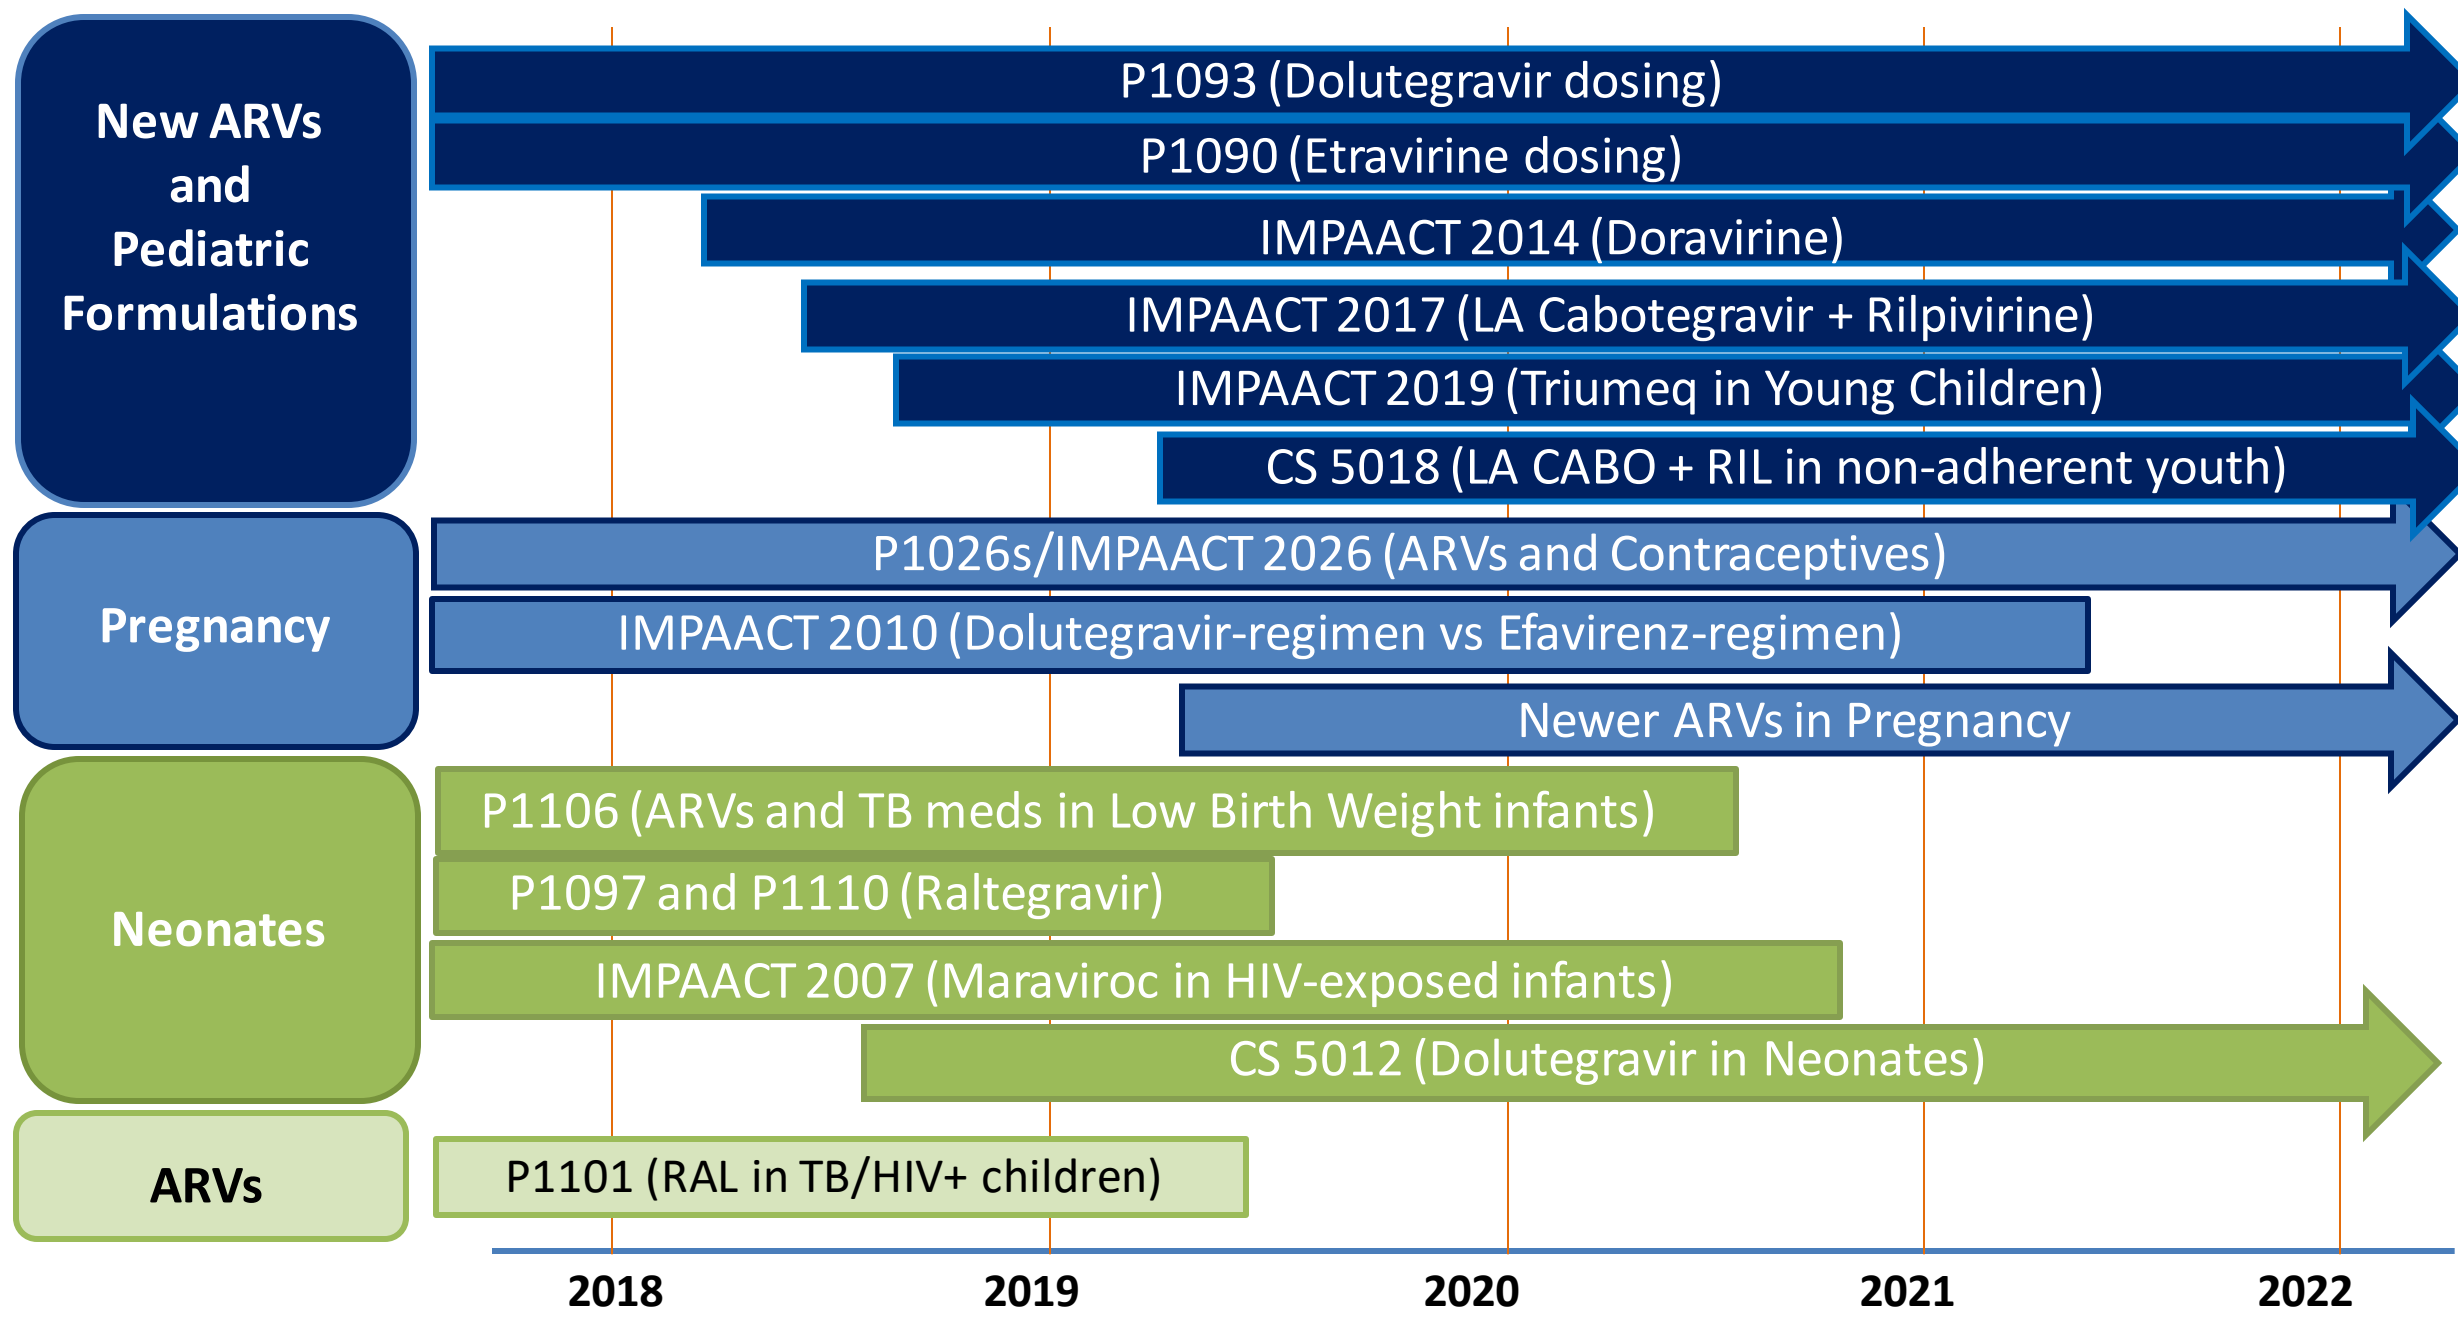 New ARVs
and
Pediatric
Formulations
P1093 (Dolutegravir dosing)
P1090 (Etravirine dosing)
IMPAACT 2014 (Doravirine)
IMPAACT 2017 (LA Cabotegravir + Rilpivirine)
IMPAACT 2019 (Triumeq in Young Children)
CS 5018 (LA CABO + RIL in non-adherent youth)
Pregnancy
P1026s/IMPAACT 2026 (ARVs and Contraceptives)
IMPAACT 2010 (Dolutegravir-regimen vs Efavirenz-regimen)
Newer ARVs in Pregnancy
Neonates
P1106 (ARVs and TB meds in Low Birth Weight infants)
P1097 and P1110 (Raltegravir)
IMPAACT 2007 (Maraviroc in HIV-exposed infants)
CS 5012 (Dolutegravir in Neonates)
ARVs
P1101 (RAL in TB/HIV+ children)
2018 2019 2020 2021 2022